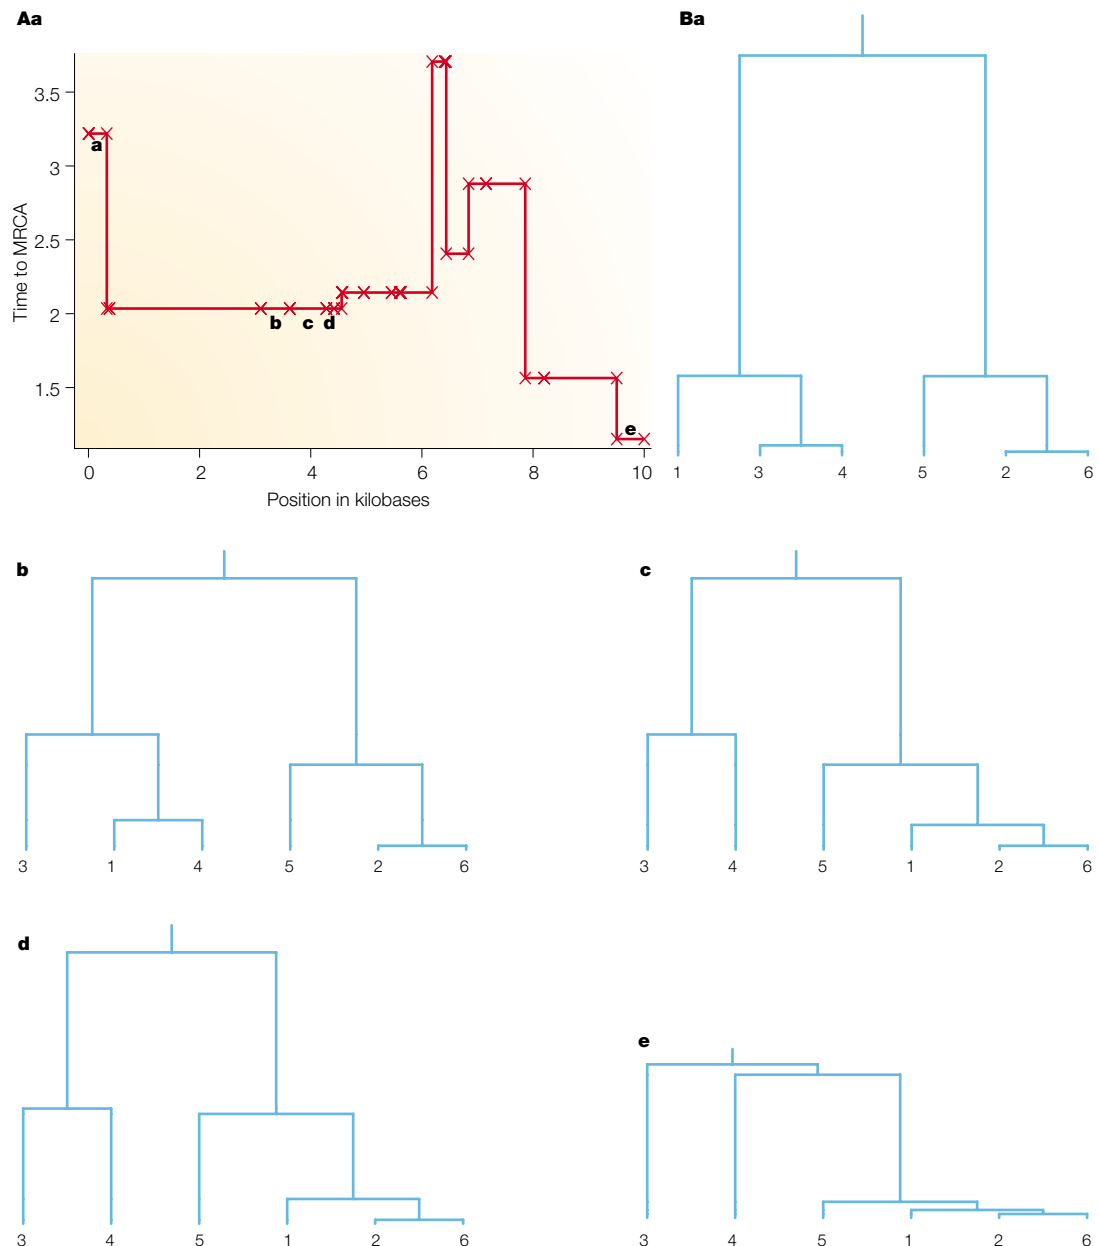 Aa
3.5
3
2.5
2
1.5
Time to MRCA
a
b c d
e
0 2 4 6 8 10
Position in kilobases
Ba
1 3 4 5 2 6
b
3 1 4 5 2 6
c
3 4 5 1 2 6
d
3 4 5 1 2 6
e
3 4 5 1 2 6